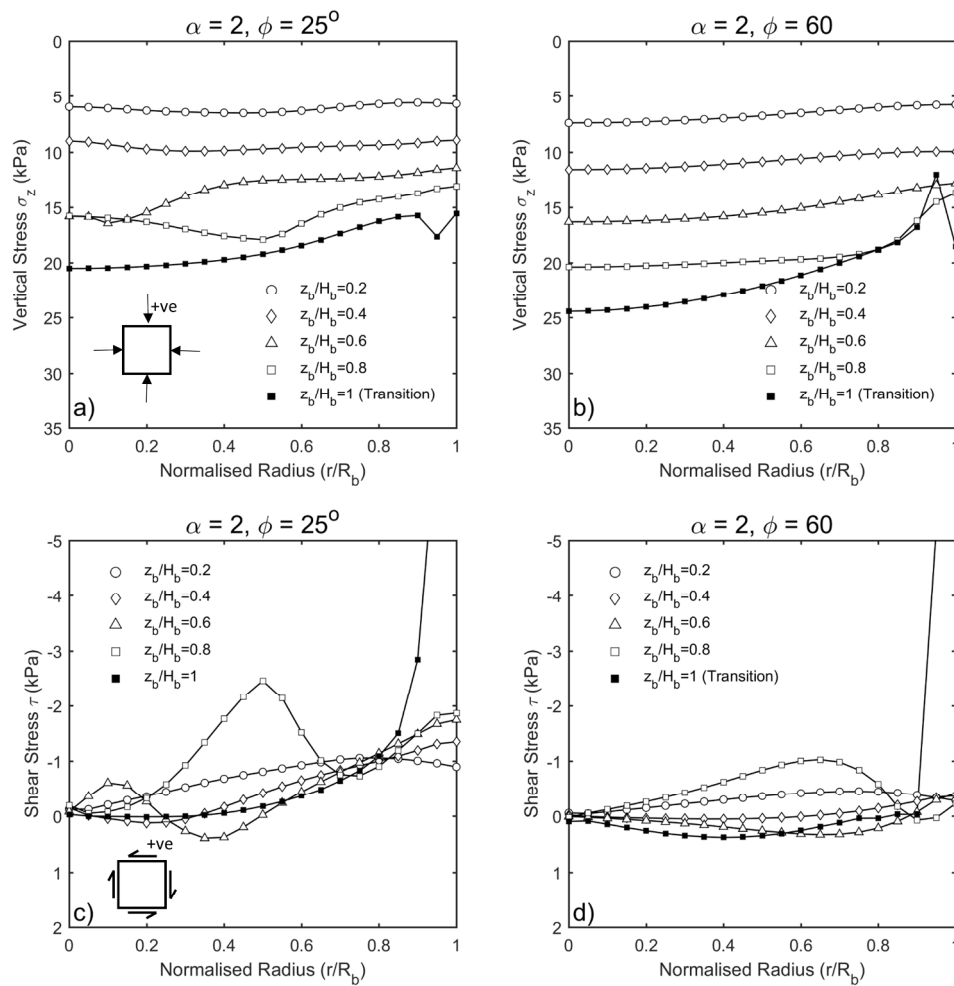 α = 2, ϕ = 25°
0
5
10
15
20
25
30
35
Vertical Stress σz (kPa)
+ve
zb/Hb=0.2
zb/Hb=0.4
zb/Hb=0.6
zb/Hb=0.8
zb/Hb=1 (Transition)
a)
0 0.2 0.4 0.6 0.8 1
Normalised Radius (r/Rb)
α = 2, ϕ = 60
0
5
10
15
20
25
30
35
Vertical Stress σz (kPa)
zb/Hb=0.2
zb/Hb=0.4
zb/Hb=0.6
zb/Hb=0.8
zb/Hb=1 (Transition)
b)
0 0.2 0.4 0.6 0.8 1
Normalised Radius (r/Rb)
α = 2, ϕ = 25°
-5
-4
-3
-2
-1
0
1
2
Shear Stress τ (kPa)
zb/Hb=0.2
zb/Hb=0.4
zb/Hb=0.6
zb/Hb=0.8
zb/Hb=1
+ve
c)
0 0.2 0.4 0.6 0.8 1
Normalised Radius (r/Rb)
α = 2, ϕ = 60
-5
-4
-3
-2
-1
0
1
2
Shear Stress τ (kPa)
zb/Hb=0.2
zb/Hb=0.4
zb/Hb=0.6
zb/Hb=0.8
zb/Hb=1 (Transition)
d)
0 0.2 0.4 0.6 0.8 1
Normalised Radius (r/Rb)